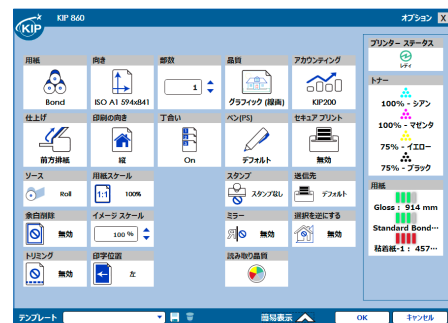 KIP
KIP 860
オプション X
用紙
Bond
向き
ISO A1 594x841
部数
1
品質
グラフィック (線画)
アカウンティング
KIP200
仕上げ
前方排紙
印刷の向き
縦
丁合い
On
ペン(PS)
デフォルト
セキュアプリント
無効
ソース
Roll
用紙スケール
1:1 100%
スタンプ
スタンプなし
送信先
デフォルト
余白削除
無効
イメージ スケール
100 %
ミラー
無効
選択を逆にする
無効
トリミング
無効
印字位置
左
読み取り品質
プリンター ステータス
レディ
トナー
100% - シアン
100% - マゼンタ
75% - イエロー
75% - ブラック
用紙
Gloss : 914 mm
Standard Bond…
粘着紙-1 : 457…
テンプレート
簡易表示
OK
キャンセル